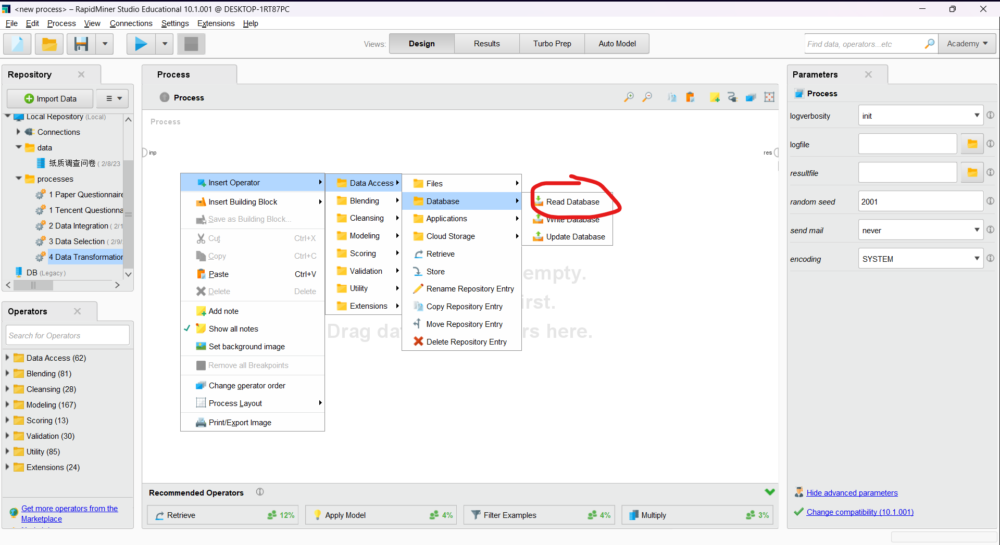 <new process> – RapidMiner Studio Educational 10.1.001 @ DESKTOP-1RT87PC
File Edit Process View Connections Settings Extensions Help
Views: Design Results Turbo Prep Auto Model
Find data, operators...etc
Academy
Repository
Import Data
Local Repository (Local)
Connections
data
纸质调查问卷 ( 2/8/23
processes
1 Paper Questionnaire
1 Tencent Questionna
2 Data Integration ( 2/1
3 Data Selection ( 2/9/
4 Data Transformation
DB (Legacy)
Operators
Search for Operators
Data Access (62)
Blending (81)
Cleansing (28)
Modeling (167)
Scoring (13)
Validation (30)
Utility (85)
Extensions (24)
Get more operators from the
Marketplace
Process
Process
Process
inp
res
Insert Operator
Insert Building Block
Save as Building Block...
Cut Ctrl+X
Copy Ctrl+C
Paste Ctrl+V
Delete Delete
Add note
Show all notes
Set background image
Remove all Breakpoints
Change operator order
Process Layout
Print/Export Image
Data Access
Blending
Cleansing
Modeling
Scoring
Validation
Utility
Extensions
Files
Database
Applications
Cloud Storage
Retrieve
Store
Rename Repository Entry
Copy Repository Entry
Move Repository Entry
Delete Repository Entry
Read Database
Write Database
Update Database
empty.
irst.
Drag da rs here.
Recommended Operators
Retrieve 12%
Apply Model 4%
Filter Examples 4%
Multiply 3%
Parameters
Process
logverbosity init
logfile
resultfile
random seed 2001
send mail never
encoding SYSTEM
Hide advanced parameters
Change compatibility (10.1.001)